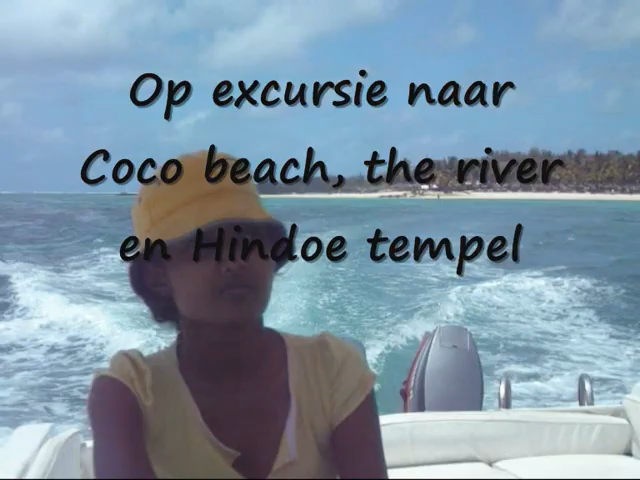 Op excursie naar
Coco beach, the river
en Hindoe tempel